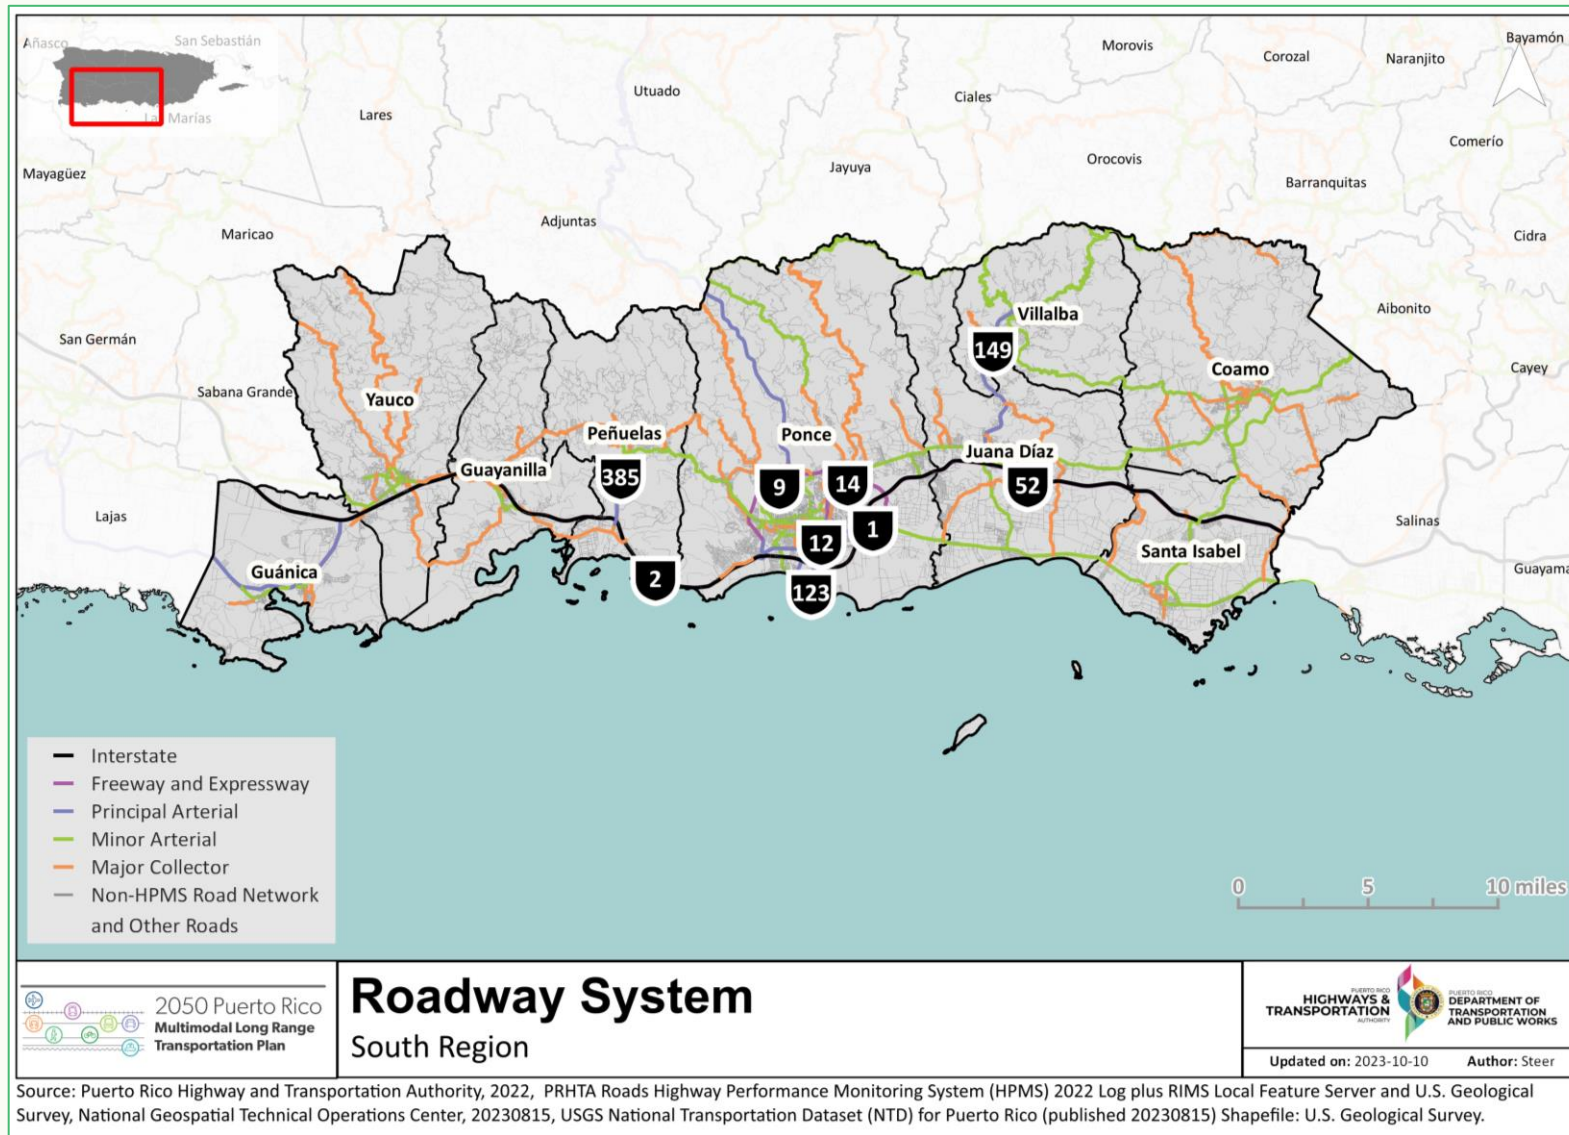 Añasco
San Sebastián
Las Marías
Mayagüez
Lares
Utuado
Morovis
Corozal
Naranjito
Bayamón
Ciales
Comerío
Jayuya
Orocovis
Barranquitas
Maricao
Adjuntas
Cidra
Aibonito
San Germán
Sabana Grande
Cayey
Lajas
Salinas
Guayama
Villalba
149
Coamo
Yauco
Peñuelas
Ponce
Juana Díaz
Guayanilla
385
9
14
52
1
12
Santa Isabel
Guánica
2
123
Interstate
Freeway and Expressway
Principal Arterial
Minor Arterial
Major Collector
Non-HPMS Road Network
and Other Roads
0 5 10 miles
2050 Puerto Rico
Multimodal Long Range
Transportation Plan
Roadway System
South Region
PUERTO RICO
HIGHWAYS &
TRANSPORTATION
AUTHORITY
PUERTO RICO
DEPARTMENT OF
TRANSPORTATION
AND PUBLIC WORKS
Updated on: 2023-10-10 Author: Steer
Source: Puerto Rico Highway and Transportation Authority, 2022, PRHTA Roads Highway Performance Monitoring System (HPMS) 2022 Log plus RIMS Local Feature Server and U.S. Geological
Survey, National Geospatial Technical Operations Center, 20230815, USGS National Transportation Dataset (NTD) for Puerto Rico (published 20230815) Shapefile: U.S. Geological Survey.